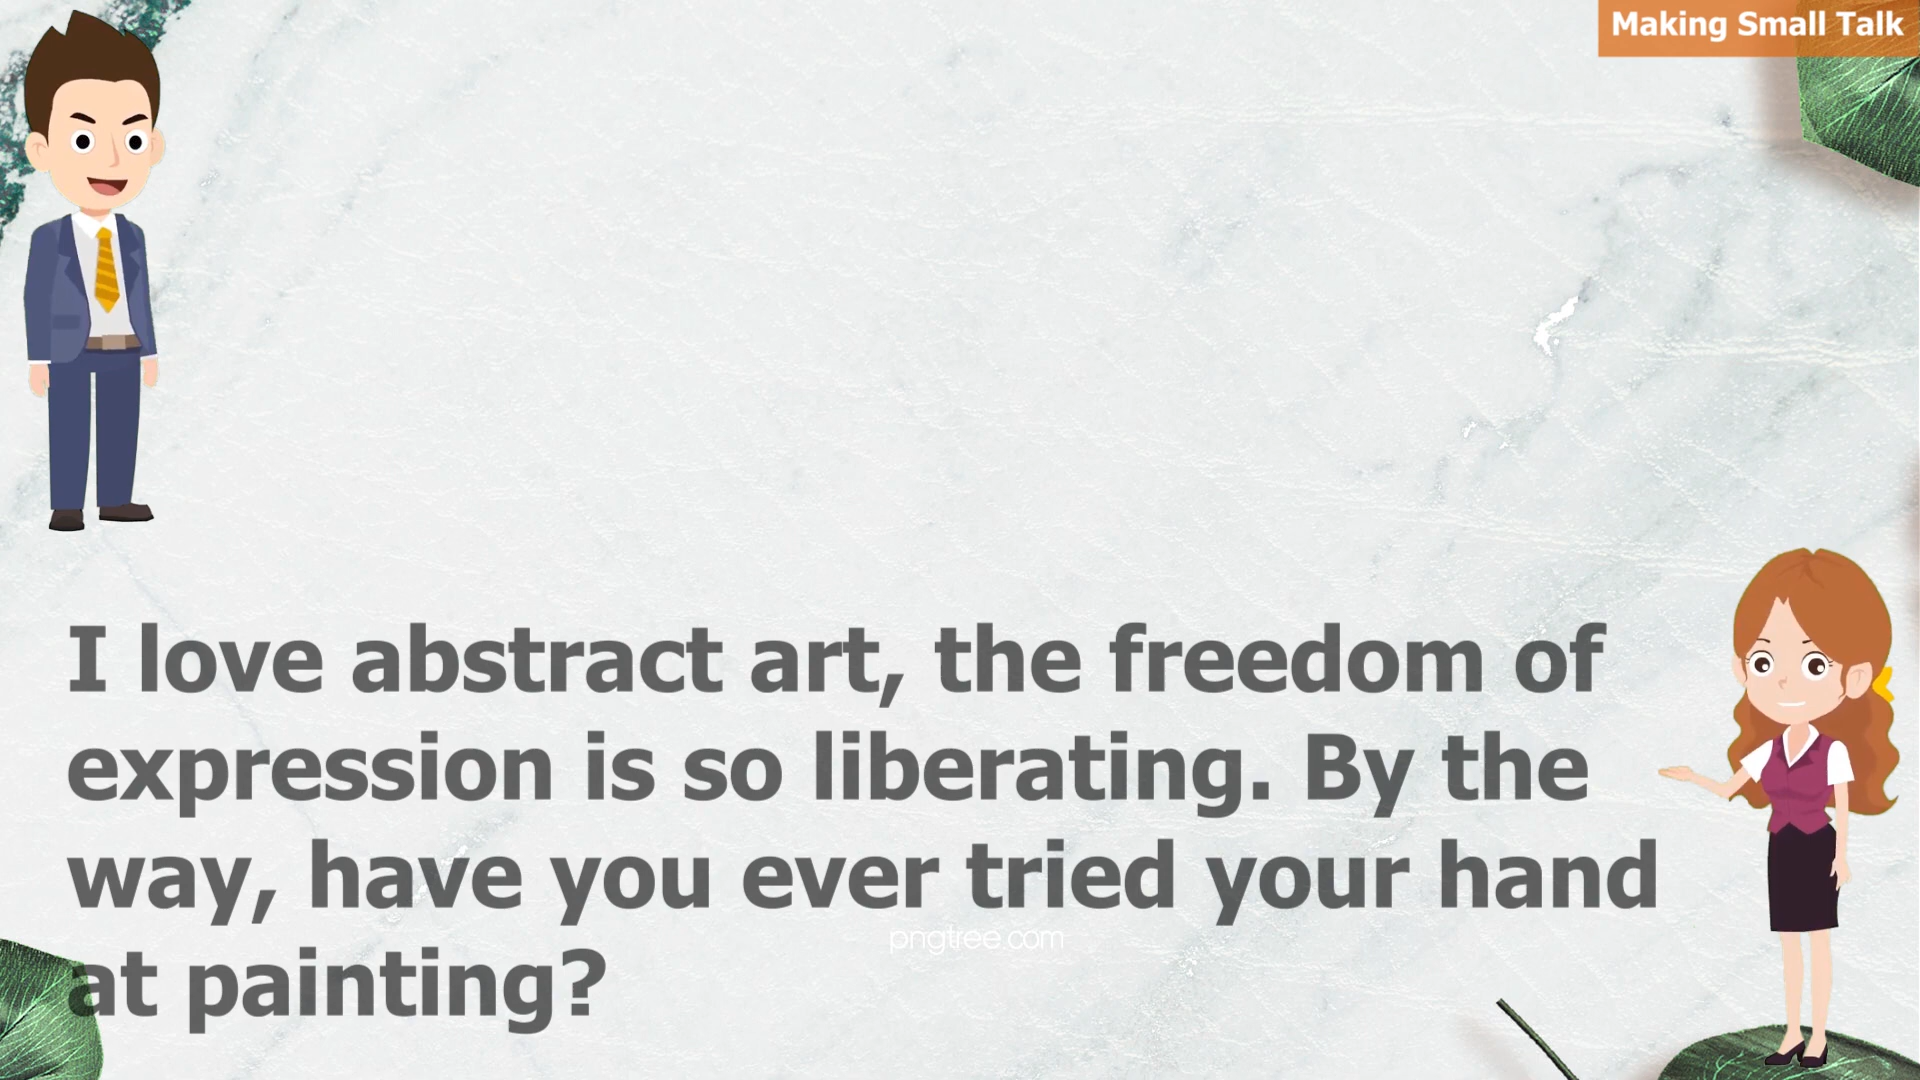 Making Small Talk
I love abstract art, the freedom of
expression is so liberating. By the
way, have you ever tried your hand
at painting?
pngtree.com